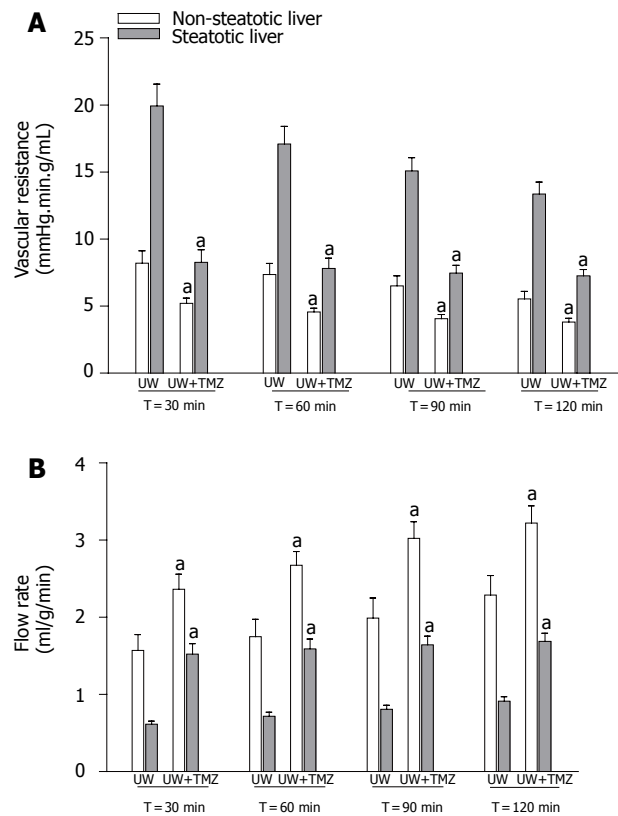 A
Non-steatotic liver
Steatotic liver
Vascular resistance
(mmHg.min.g/mL)
25
20
15
10
5
0
a
a
a
a
a
a
a
a
UW UW+TMZ UW UW+TMZ UW UW+TMZ UW UW+TMZ
T = 30 min T = 60 min T = 90 min T = 120 min
B
Flow rate
(ml/g/min)
4
3
2
1
0
a
a
a
a
a
a
a
a
UW UW+TMZ UW UW+TMZ UW UW+TMZ UW UW+TMZ
T = 30 min T = 60 min T = 90 min T = 120 min